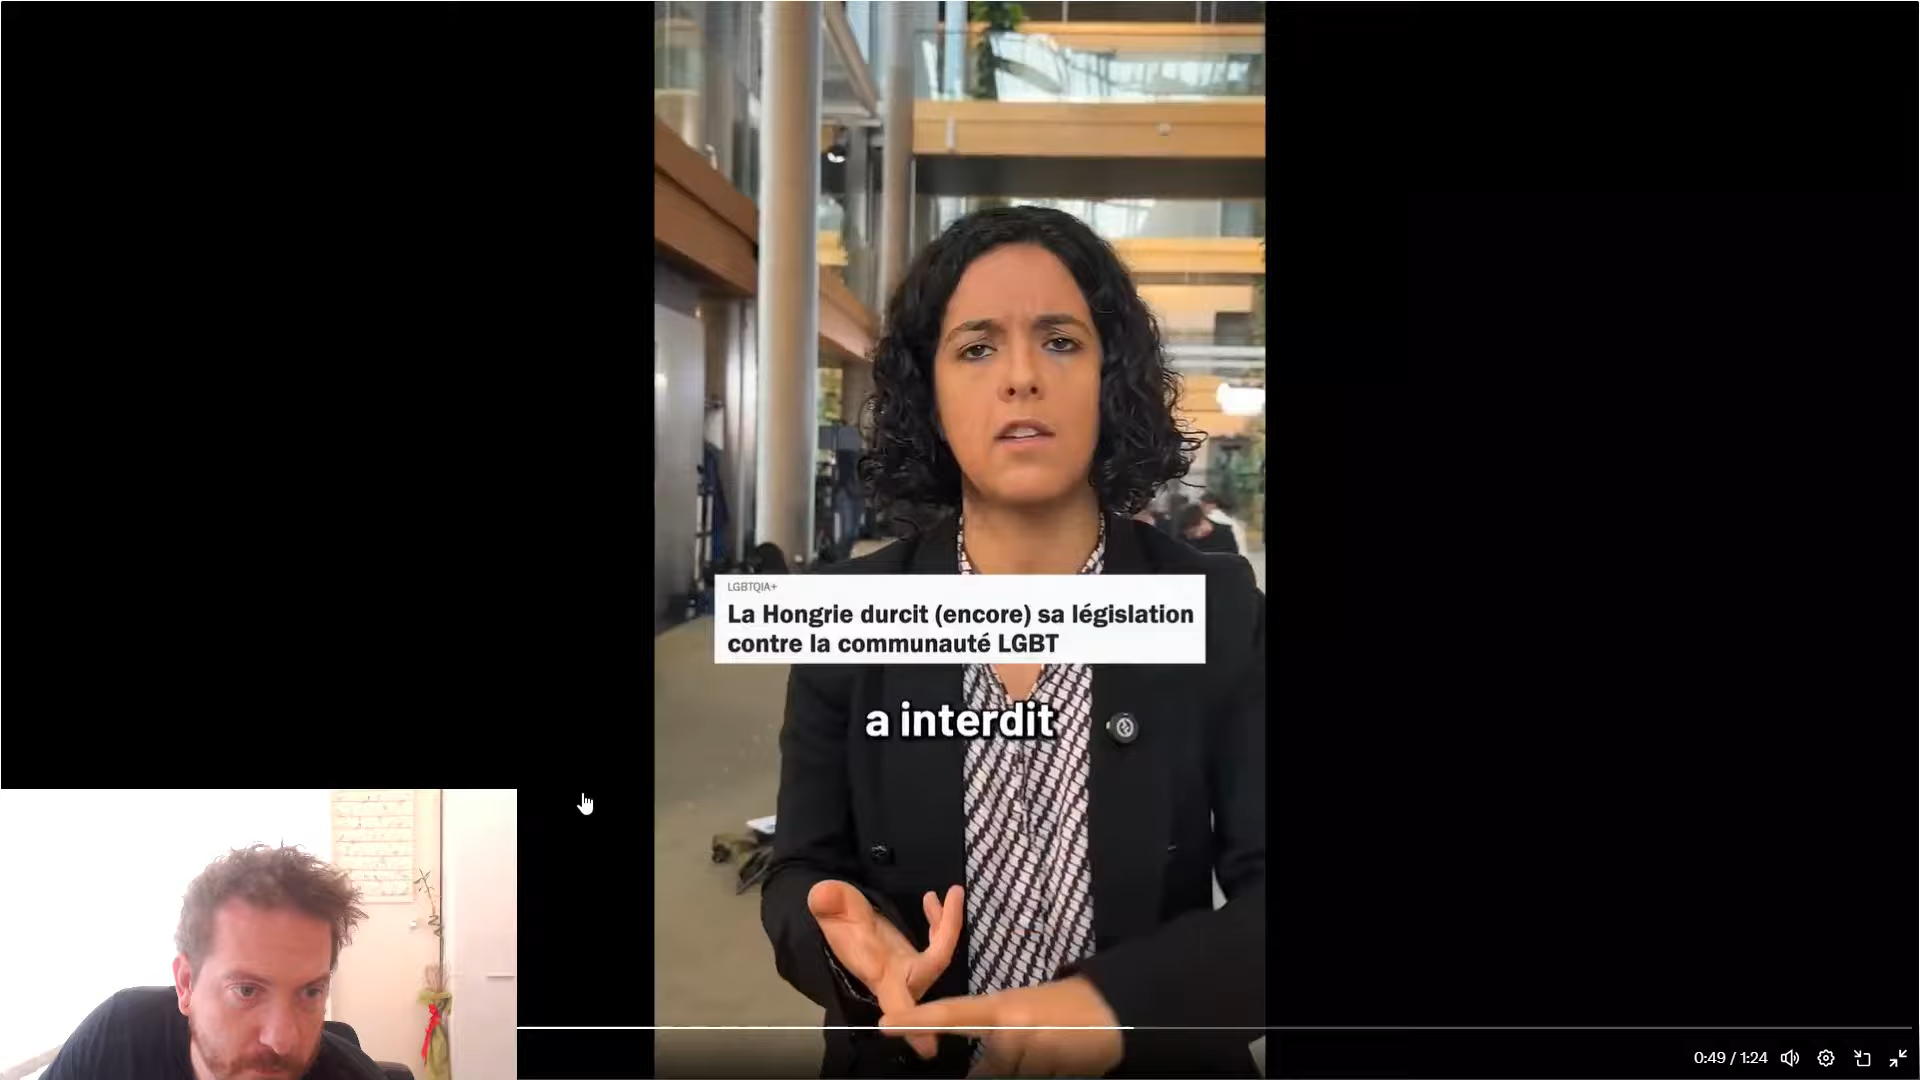 LGBTQIA+
La Hongrie durcit (encore) sa législation
contre la communauté LGBT
a interdit
0:49 / 1:24